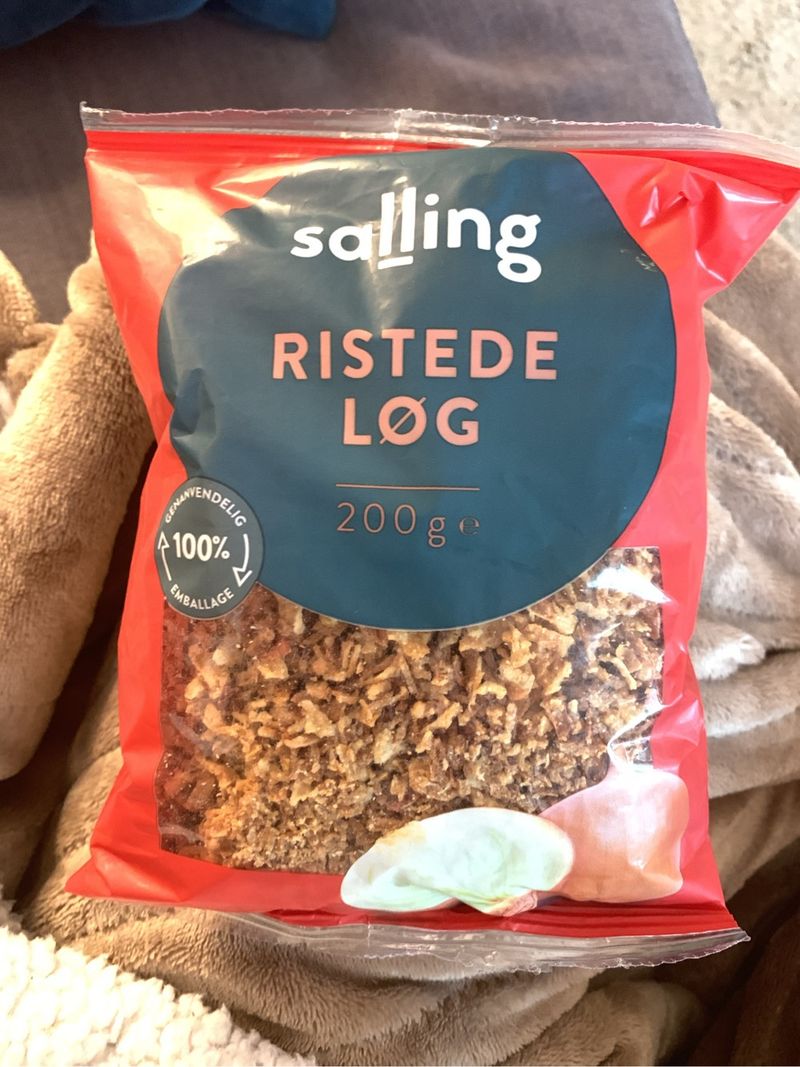 salling
RISTEDE
LØG
200g e
GENANVENDELIG
100%
EMBALLAGE